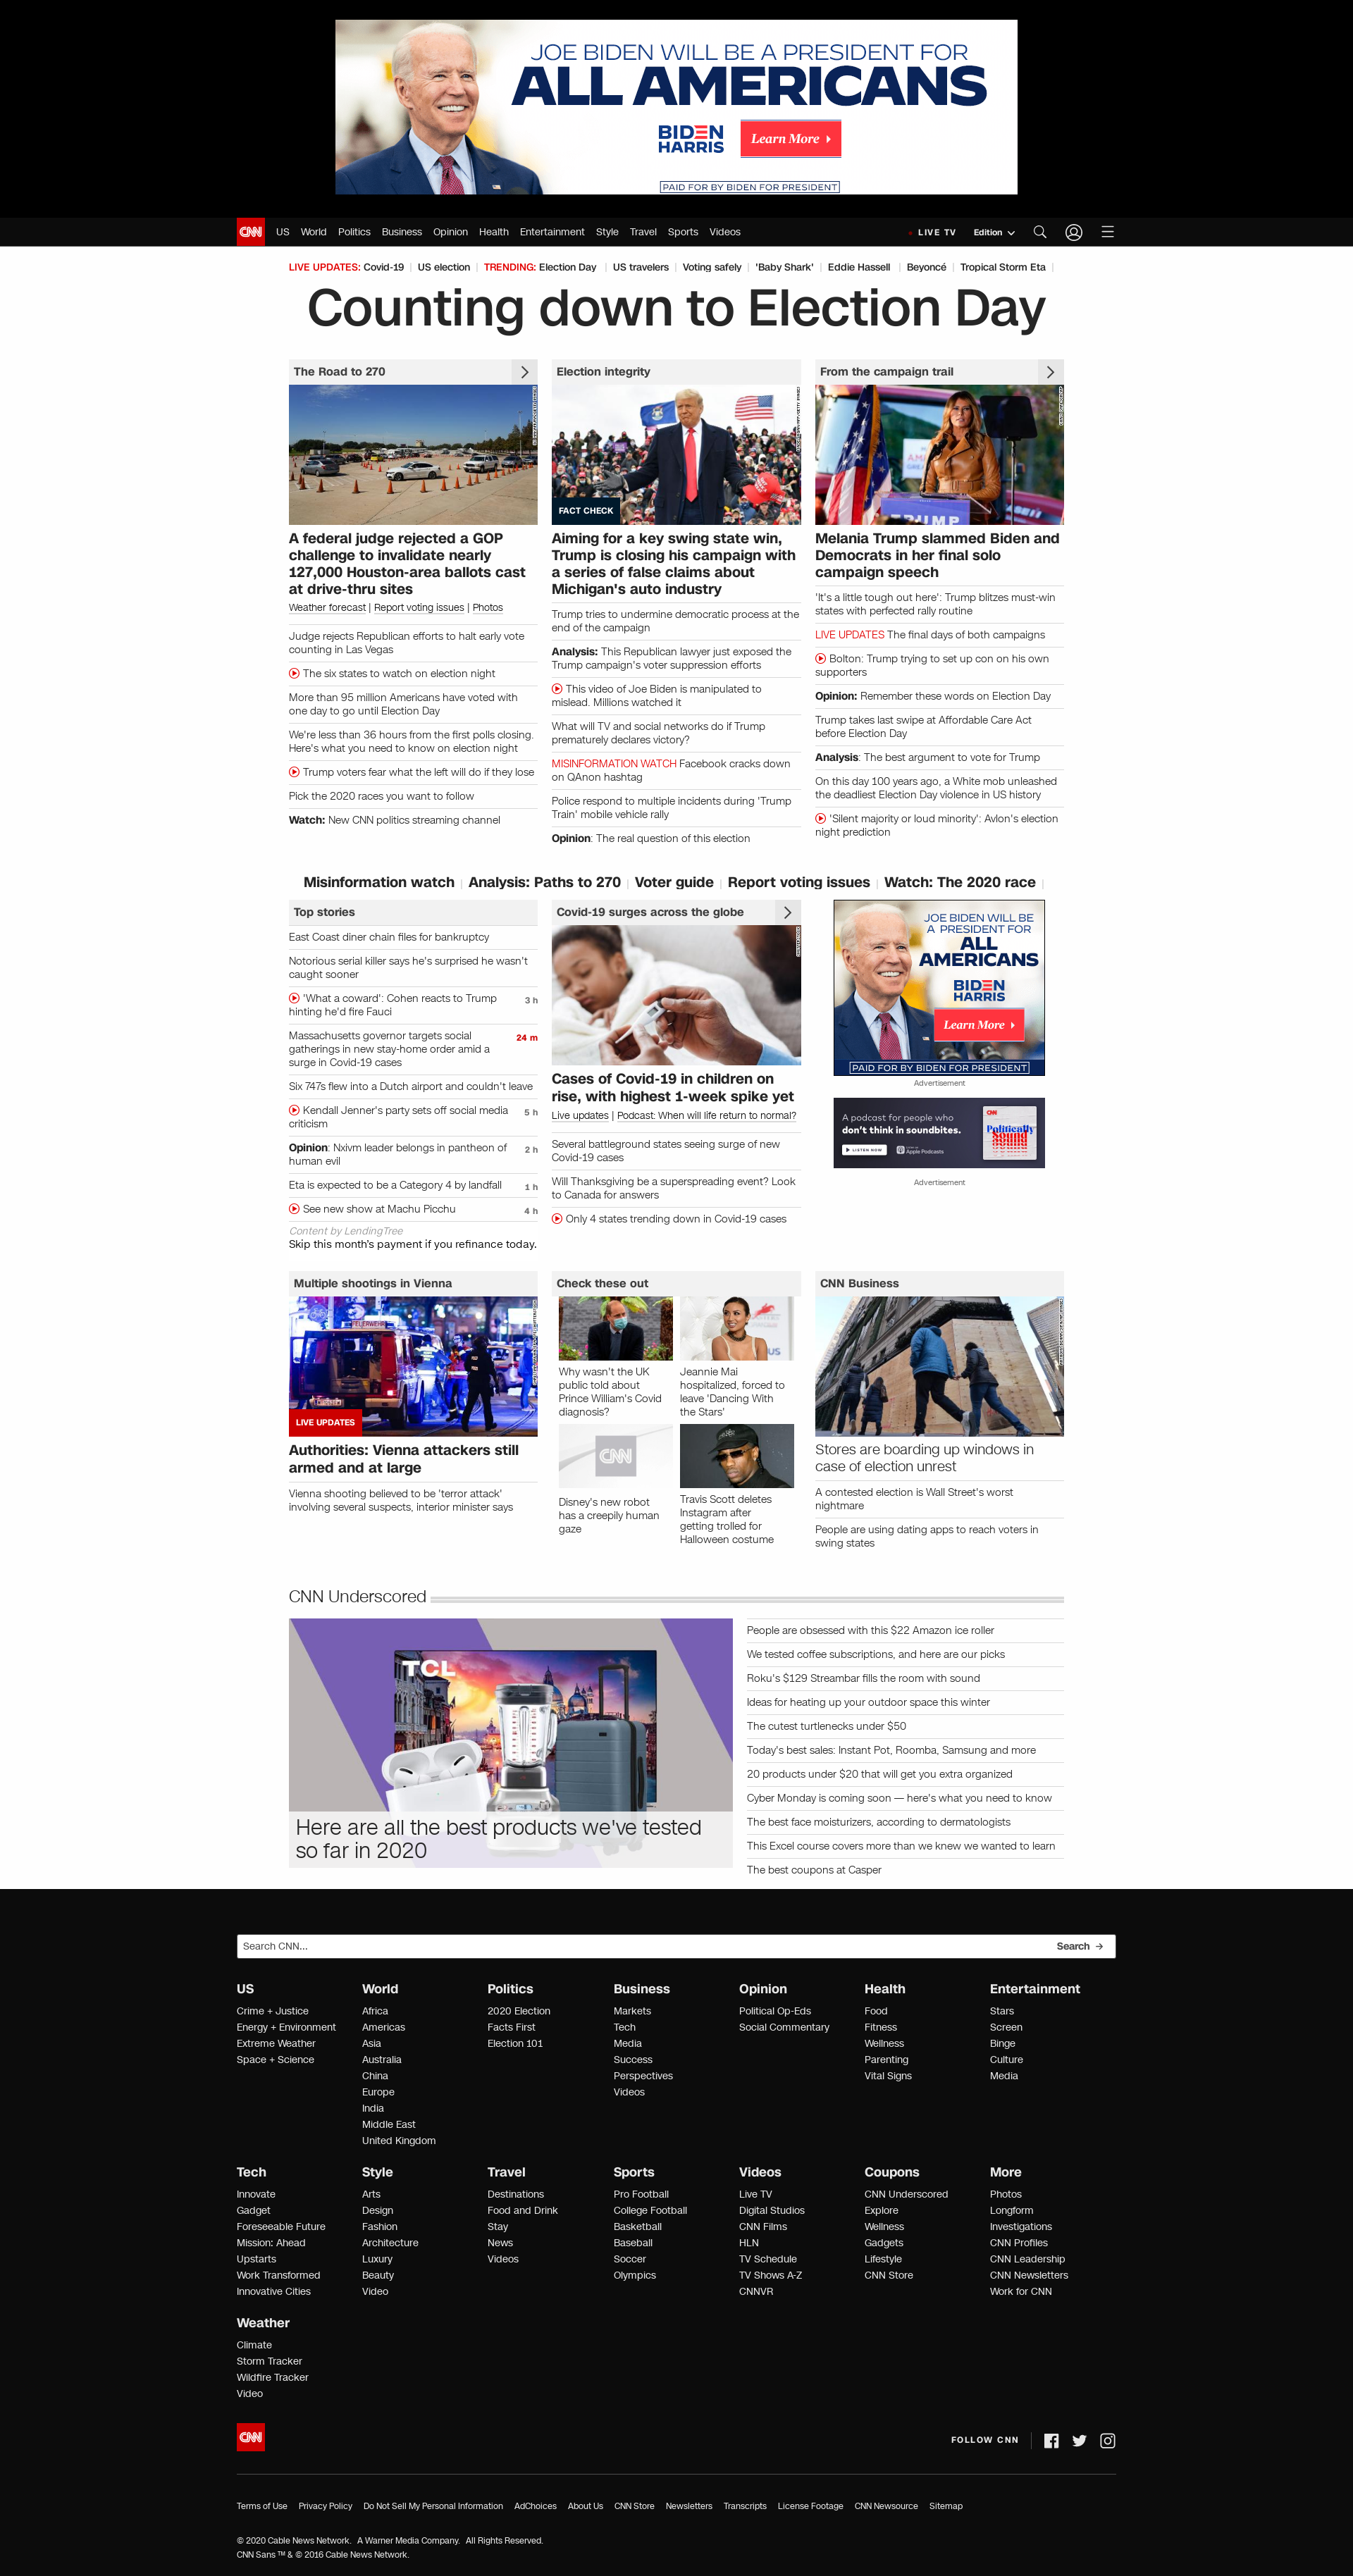 JOE BIDEN WILL BE A PRESIDENT FOR
ALL AMERICANS
BIDEN
HARRIS
Learn More
PAID FOR BY BIDEN FOR PRESIDENT
CNN US World Politics Business Opinion Health Entertainment Style Travel Sports Videos LIVE TV Edition
LIVE UPDATES: Covid-19 | US election | TRENDING: Election Day | US travelers | Voting safely | 'Baby Shark' | Eddie Hassell | Beyoncé | Tropical Storm Eta |
Counting down to Election Day
The Road to 270
A federal judge rejected a GOP
challenge to invalidate nearly
127,000 Houston-area ballots cast
at drive-thru sites
Weather forecast | Report voting issues | Photos
Judge rejects Republican efforts to halt early vote
counting in Las Vegas
The six states to watch on election night
More than 95 million Americans have voted with
one day to go until Election Day
We're less than 36 hours from the first polls closing.
Here's what you need to know on election night
Trump voters fear what the left will do if they lose
Pick the 2020 races you want to follow
Watch: New CNN politics streaming channel
Election integrity
FACT CHECK
Aiming for a key swing state win,
Trump is closing his campaign with
a series of false claims about
Michigan's auto industry
Trump tries to undermine democratic process at the
end of the campaign
Analysis: This Republican lawyer just exposed the
Trump campaign's voter suppression efforts
This video of Joe Biden is manipulated to
mislead. Millions watched it
What will TV and social networks do if Trump
prematurely declares victory?
MISINFORMATION WATCH Facebook cracks down
on QAnon hashtag
Police respond to multiple incidents during 'Trump
Train' mobile vehicle rally
Opinion: The real question of this election
From the campaign trail
TRUMP
Melania Trump slammed Biden and
Democrats in her final solo
campaign speech
'It's a little tough out here': Trump blitzes must-win
states with perfected rally routine
LIVE UPDATES The final days of both campaigns
Bolton: Trump trying to set up con on his own
supporters
Opinion: Remember these words on Election Day
Trump takes last swipe at Affordable Care Act
before Election Day
Analysis: The best argument to vote for Trump
On this day 100 years ago, a White mob unleashed
the deadliest Election Day violence in US history
'Silent majority or loud minority': Avlon's election
night prediction
Misinformation watch | Analysis: Paths to 270 | Voter guide | Report voting issues | Watch: The 2020 race |
Top stories
East Coast diner chain files for bankruptcy
Notorious serial killer says he's surprised he wasn't
caught sooner
'What a coward': Cohen reacts to Trump 3 h
hinting he'd fire Fauci
Massachusetts governor targets social 24 m
gatherings in new stay-home order amid a
surge in Covid-19 cases
Six 747s flew into a Dutch airport and couldn't leave
Kendall Jenner's party sets off social media 5 h
criticism
Opinion: Nxivm leader belongs in pantheon of 2 h
human evil
Eta is expected to be a Category 4 by landfall 1 h
See new show at Machu Picchu 4 h
Content by LendingTree
Skip this month's payment if you refinance today.
Covid-19 surges across the globe
Cases of Covid-19 in children on
rise, with highest 1-week spike yet
Live updates | Podcast: When will life return to normal?
Several battleground states seeing surge of new
Covid-19 cases
Will Thanksgiving be a superspreading event? Look
to Canada for answers
Only 4 states trending down in Covid-19 cases
JOE BIDEN WILL BE
A PRESIDENT FOR
ALL
AMERICANS
BIDEN
HARRIS
Learn More
PAID FOR BY BIDEN FOR PRESIDENT
Advertisement
A podcast for people who
don't think in soundbites.
LISTEN NOW
Apple Podcasts
CNN
Politically
Sound
Advertisement
Multiple shootings in Vienna
FEUERWEHR
LIVE UPDATES
Authorities: Vienna attackers still
armed and at large
Vienna shooting believed to be 'terror attack'
involving several suspects, interior minister says
Check these out
Why wasn't the UK
public told about
Prince William's Covid
diagnosis?
Jeannie Mai
hospitalized, forced to
leave 'Dancing With
the Stars'
CNN
Disney's new robot
has a creepily human
gaze
Travis Scott deletes
Instagram after
getting trolled for
Halloween costume
CNN Business
Stores are boarding up windows in
case of election unrest
A contested election is Wall Street's worst
nightmare
People are using dating apps to reach voters in
swing states
CNN Underscored
TCL
Here are all the best products we've tested
so far in 2020
People are obsessed with this $22 Amazon ice roller
We tested coffee subscriptions, and here are our picks
Roku's $129 Streambar fills the room with sound
Ideas for heating up your outdoor space this winter
The cutest turtlenecks under $50
Today's best sales: Instant Pot, Roomba, Samsung and more
20 products under $20 that will get you extra organized
Cyber Monday is coming soon — here's what you need to know
The best face moisturizers, according to dermatologists
This Excel course covers more than we knew we wanted to learn
The best coupons at Casper
Search CNN... Search →
US
Crime + Justice
Energy + Environment
Extreme Weather
Space + Science
World
Africa
Americas
Asia
Australia
China
Europe
India
Middle East
United Kingdom
Politics
2020 Election
Facts First
Election 101
Business
Markets
Tech
Media
Success
Perspectives
Videos
Opinion
Political Op-Eds
Social Commentary
Health
Food
Fitness
Wellness
Parenting
Vital Signs
Entertainment
Stars
Screen
Binge
Culture
Media
Tech
Innovate
Gadget
Foreseeable Future
Mission: Ahead
Upstarts
Work Transformed
Innovative Cities
Style
Arts
Design
Fashion
Architecture
Luxury
Beauty
Video
Travel
Destinations
Food and Drink
Stay
News
Videos
Sports
Pro Football
College Football
Basketball
Baseball
Soccer
Olympics
Videos
Live TV
Digital Studios
CNN Films
HLN
TV Schedule
TV Shows A-Z
CNNVR
Coupons
CNN Underscored
Explore
Wellness
Gadgets
Lifestyle
CNN Store
More
Photos
Longform
Investigations
CNN Profiles
CNN Leadership
CNN Newsletters
Work for CNN
Weather
Climate
Storm Tracker
Wildfire Tracker
Video
CNN
FOLLOW CNN
Terms of Use Privacy Policy Do Not Sell My Personal Information AdChoices About Us CNN Store Newsletters Transcripts License Footage CNN Newsource Sitemap
© 2020 Cable News Network. A Warner Media Company. All Rights Reserved.
CNN Sans ™ & © 2016 Cable News Network.